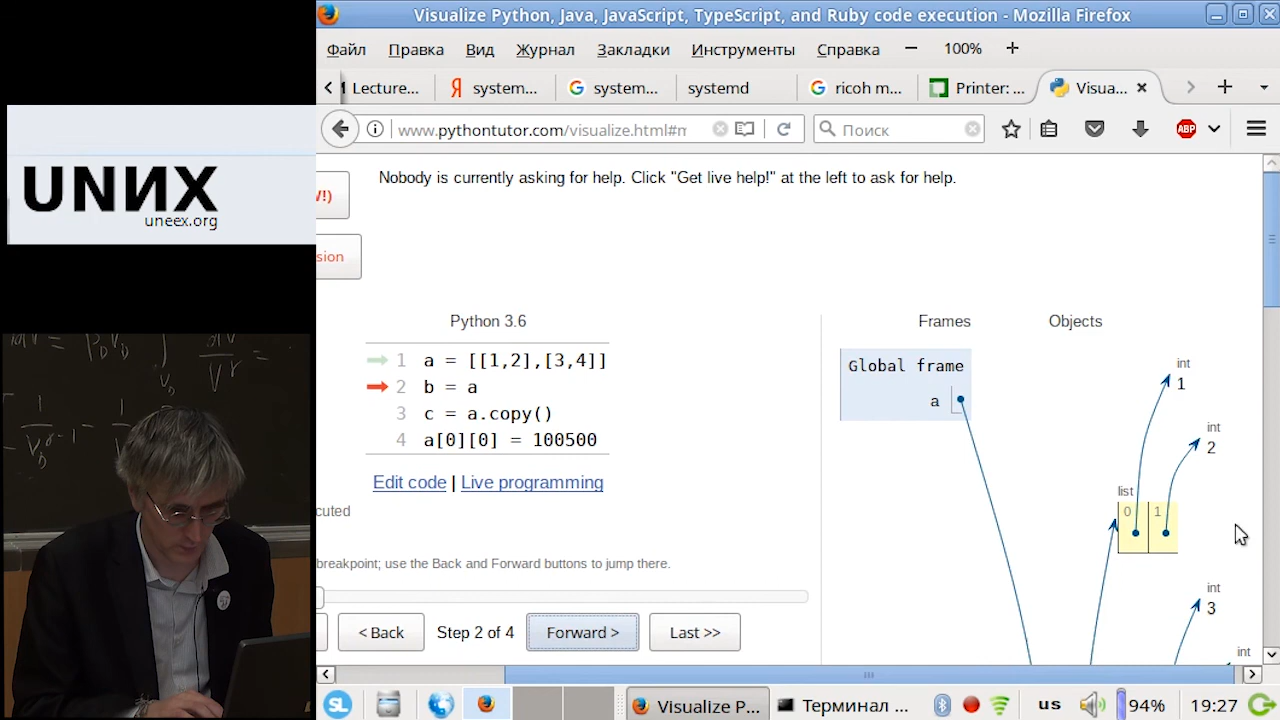 Visualize Python, Java, JavaScript, TypeScript, and Ruby code execution - Mozilla Firefox
Файл Правка Вид Журнал Закладки Инструменты Справка 100%
Lecture... system... system... systemd ricoh m... Printer: ... Visua...
www.pythontutor.com/visualize.html#m Поиск ABP
UNИX
uneex.org
Nobody is currently asking for help. Click "Get live help!" at the left to ask for help.
!)
sion
Python 3.6
1 a = [[1,2],[3,4]]
2 b = a
3 c = a.copy()
4 a[0][0] = 100500
Edit code | Live programming
cuted
breakpoint; use the Back and Forward buttons to jump there.
< Back Step 2 of 4 Forward > Last >>
Frames Objects
Global frame
a
int
1
int
2
list
0 1
int
3
int
SL Visualize P... Терминал ... us 94% 19:27